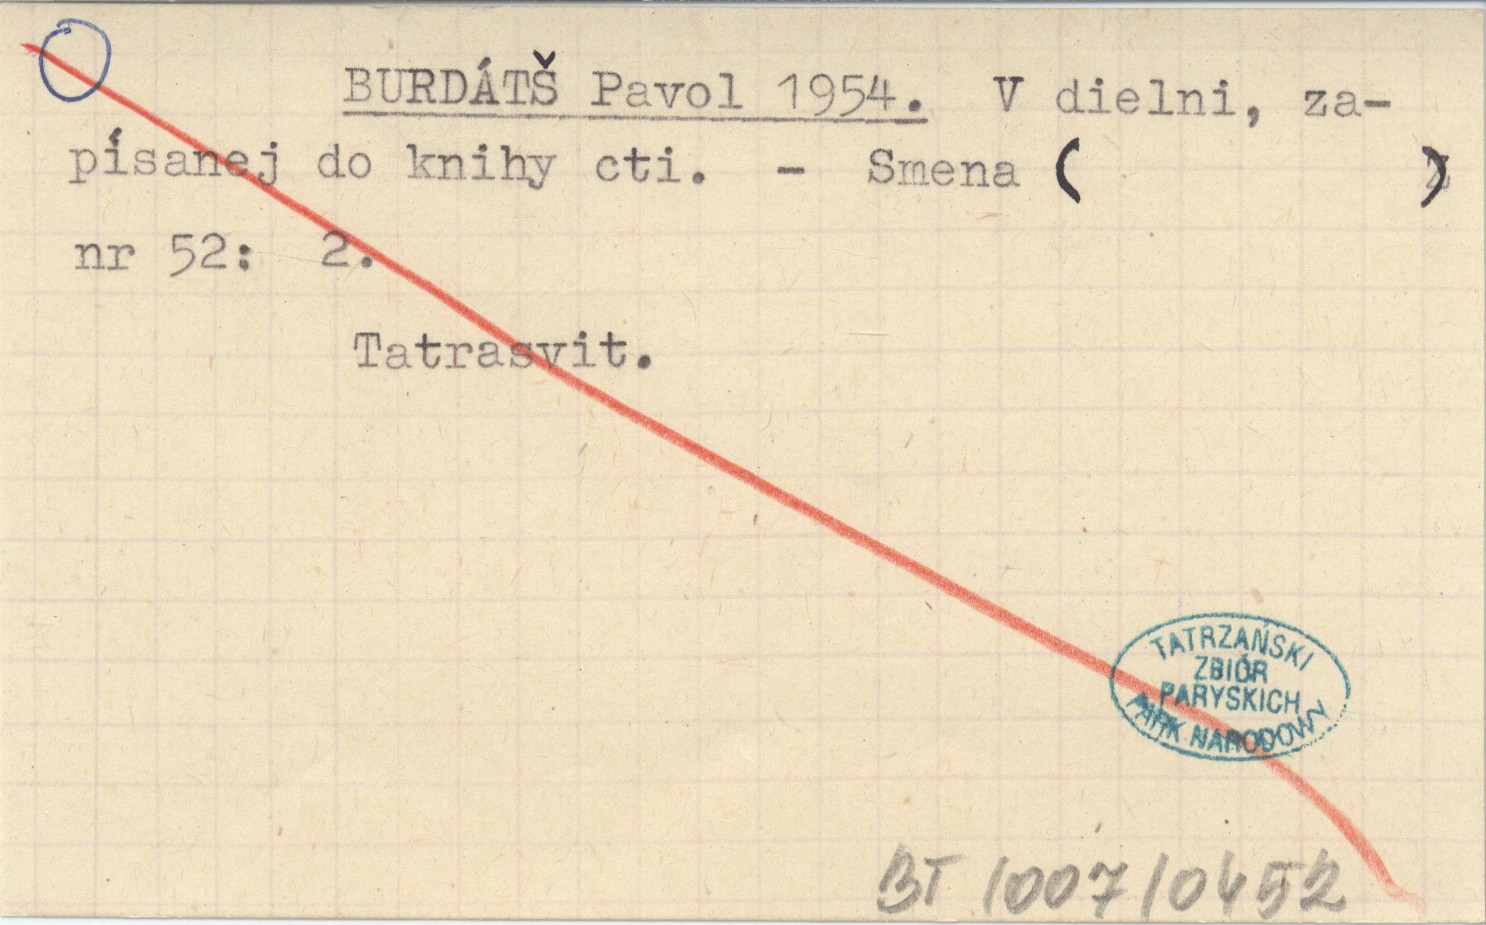 BURDÁTŠ Pavol 1954. V dielni, za-
písanej do knihy cti. - Smena ( )
nr 52: 2.
Tatrasvit.
TATRZAŃSKI
ZBIÓR
PARYSKICH
PARK NARODOWY
BT 1007/0452